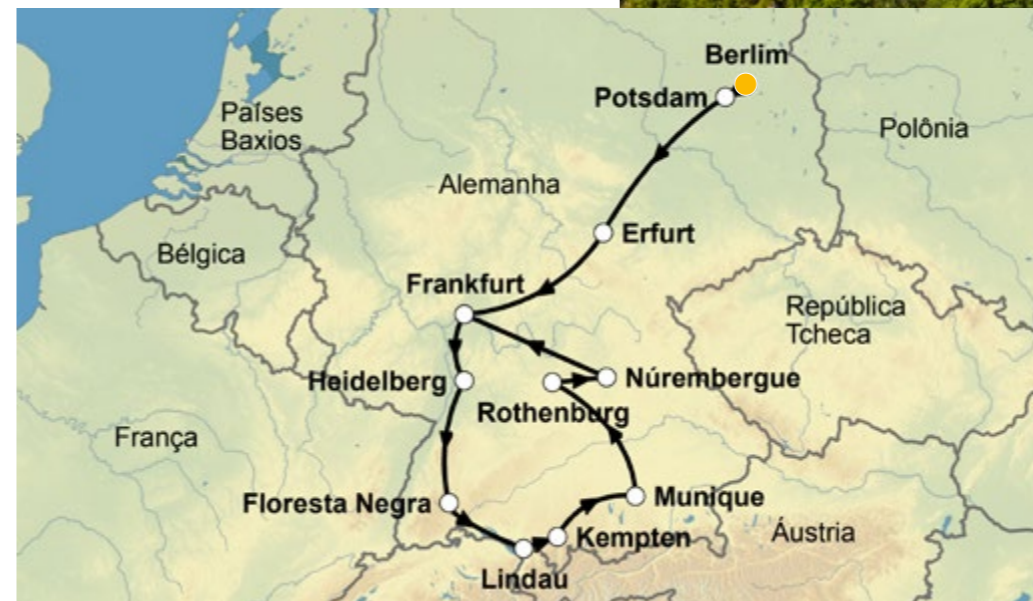 Berlim
Potsdam
Países
Baxios
Polônia
Alemanha
Erfurt
Bélgica
Frankfurt
República
Tcheca
Heidelberg
Núrembergue
Rothenburg
França
Floresta Negra
Munique
Kempten
Áustria
Lindau